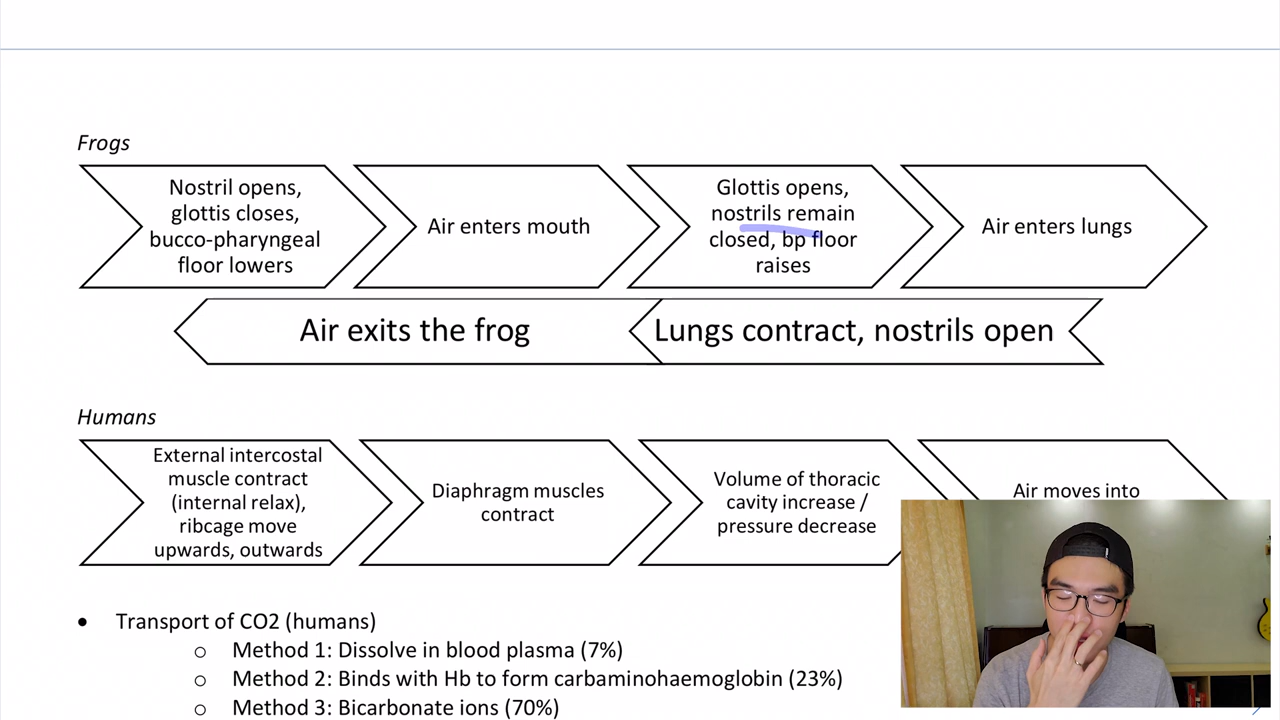 Frogs
Nostril opens,
glottis closes,
bucco-pharyngeal
floor lowers
Air enters mouth
Glottis opens,
nostrils remain
closed, bp floor
raises
Air enters lungs
Air exits the frog
Lungs contract, nostrils open
Humans
External intercostal
muscle contract
(internal relax),
ribcage move
upwards, outwards
Diaphragm muscles
contract
Volume of thoracic
cavity increase /
pressure decrease
Air moves into
• Transport of CO2 (humans)
o Method 1: Dissolve in blood plasma (7%)
o Method 2: Binds with Hb to form carbaminohaemoglobin (23%)
o Method 3: Bicarbonate ions (70%)